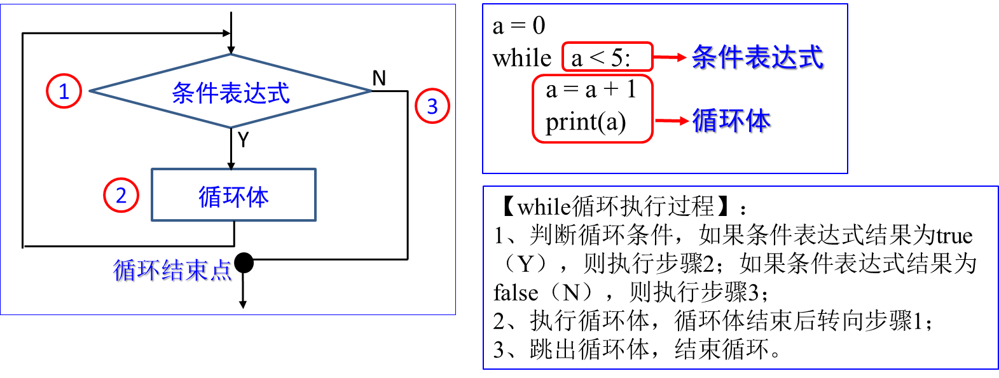 条件表达式
N
①
③
Y
②
循环体
循环结束点
a = 0
while a < 5:
条件表达式
a = a + 1
print(a)
循环体
【while循环执行过程】：
1、判断循环条件，如果条件表达式结果为true
（Y），则执行步骤2；如果条件表达式结果为
false（N），则执行步骤3；
2、执行循环体，循环体结束后转向步骤1；
3、跳出循环体，结束循环。